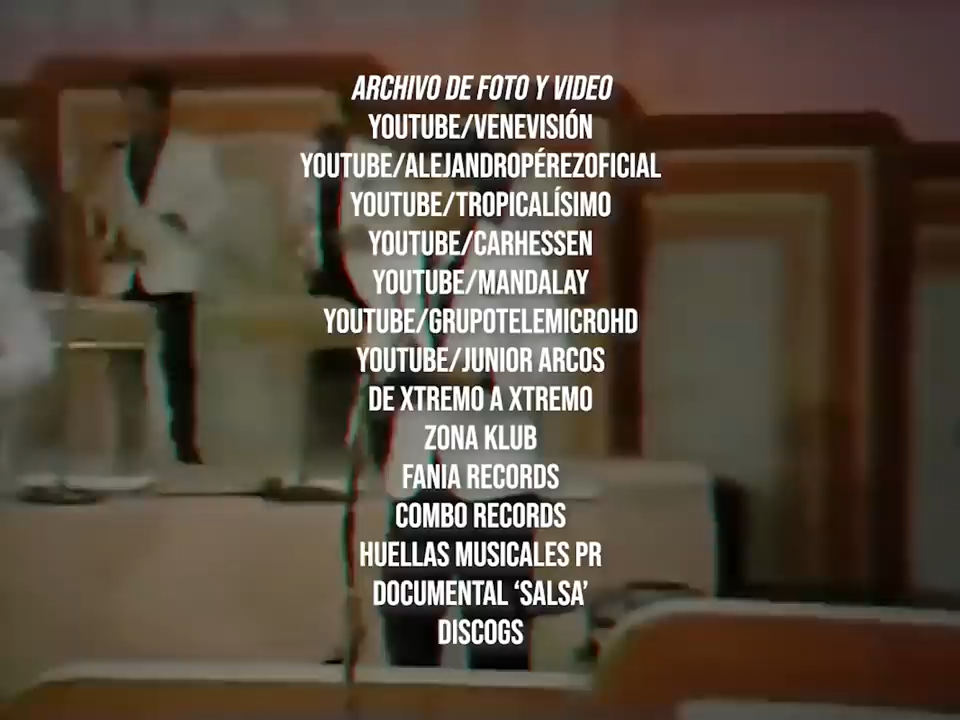 ARCHIVO DE FOTO Y VIDEO
YOUTUBE/VENEVISIÓN
YOUTUBE/ALEJANDROPÉREZOFICIAL
YOUTUBE/TROPICALÍSIMO
YOUTUBE/CARHESSEN
YOUTUBE/MANDALAY
YOUTUBE/GRUPOTELEMICROHD
YOUTUBE/JUNIOR ARCOS
DE XTREMO A XTREMO
ZONA KLUB
FANIA RECORDS
COMBO RECORDS
HUELLAS MUSICALES PR
DOCUMENTAL ‘SALSA’
DISCOGS